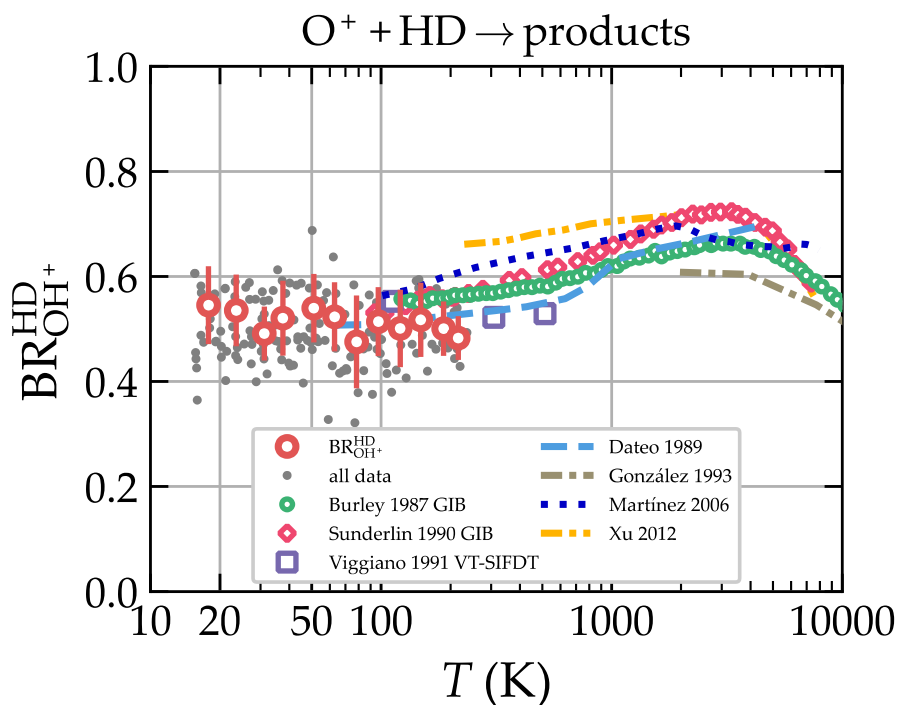 O⁺ + HD → products
BR^HD_OH⁺
1.0
0.8
0.6
0.4
0.2
0.0
10 20 50 100 1000 10000
T (K)
BR^HD_OH⁺
all data
Burley 1987 GIB
Sunderlin 1990 GIB
Viggiano 1991 VT-SIFDT
Dateo 1989
González 1993
Martínez 2006
Xu 2012